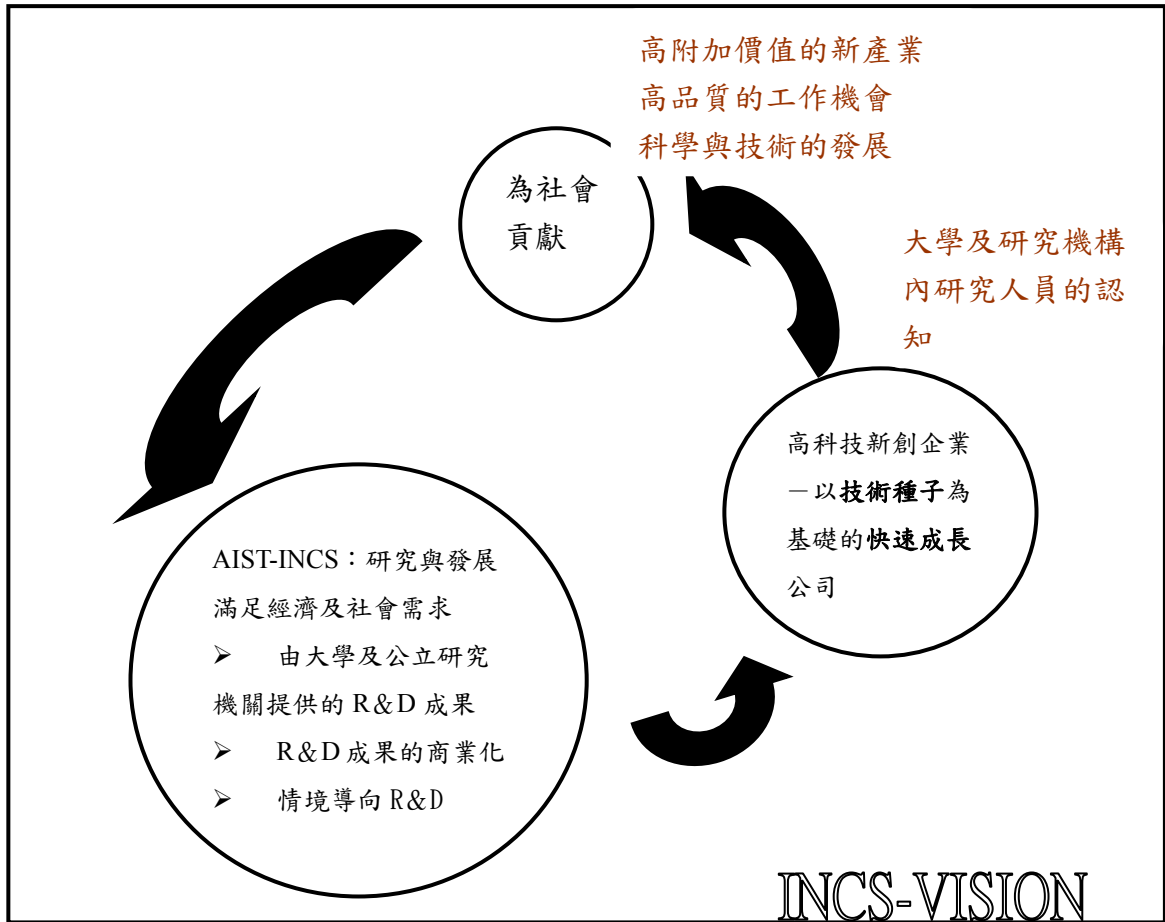 高附加價值的新產業
高品質的工作機會
科學與技術的發展
為社會
貢獻
大學及研究機構
內研究人員的認
知
高科技新創企業
－以技術種子為
基礎的快速成長
公司
AIST-INCS：研究與發展
滿足經濟及社會需求
➢ 由大學及公立研究
機關提供的 R＆D 成果
➢ R＆D 成果的商業化
➢ 情境導向 R＆D
INCS-VISION